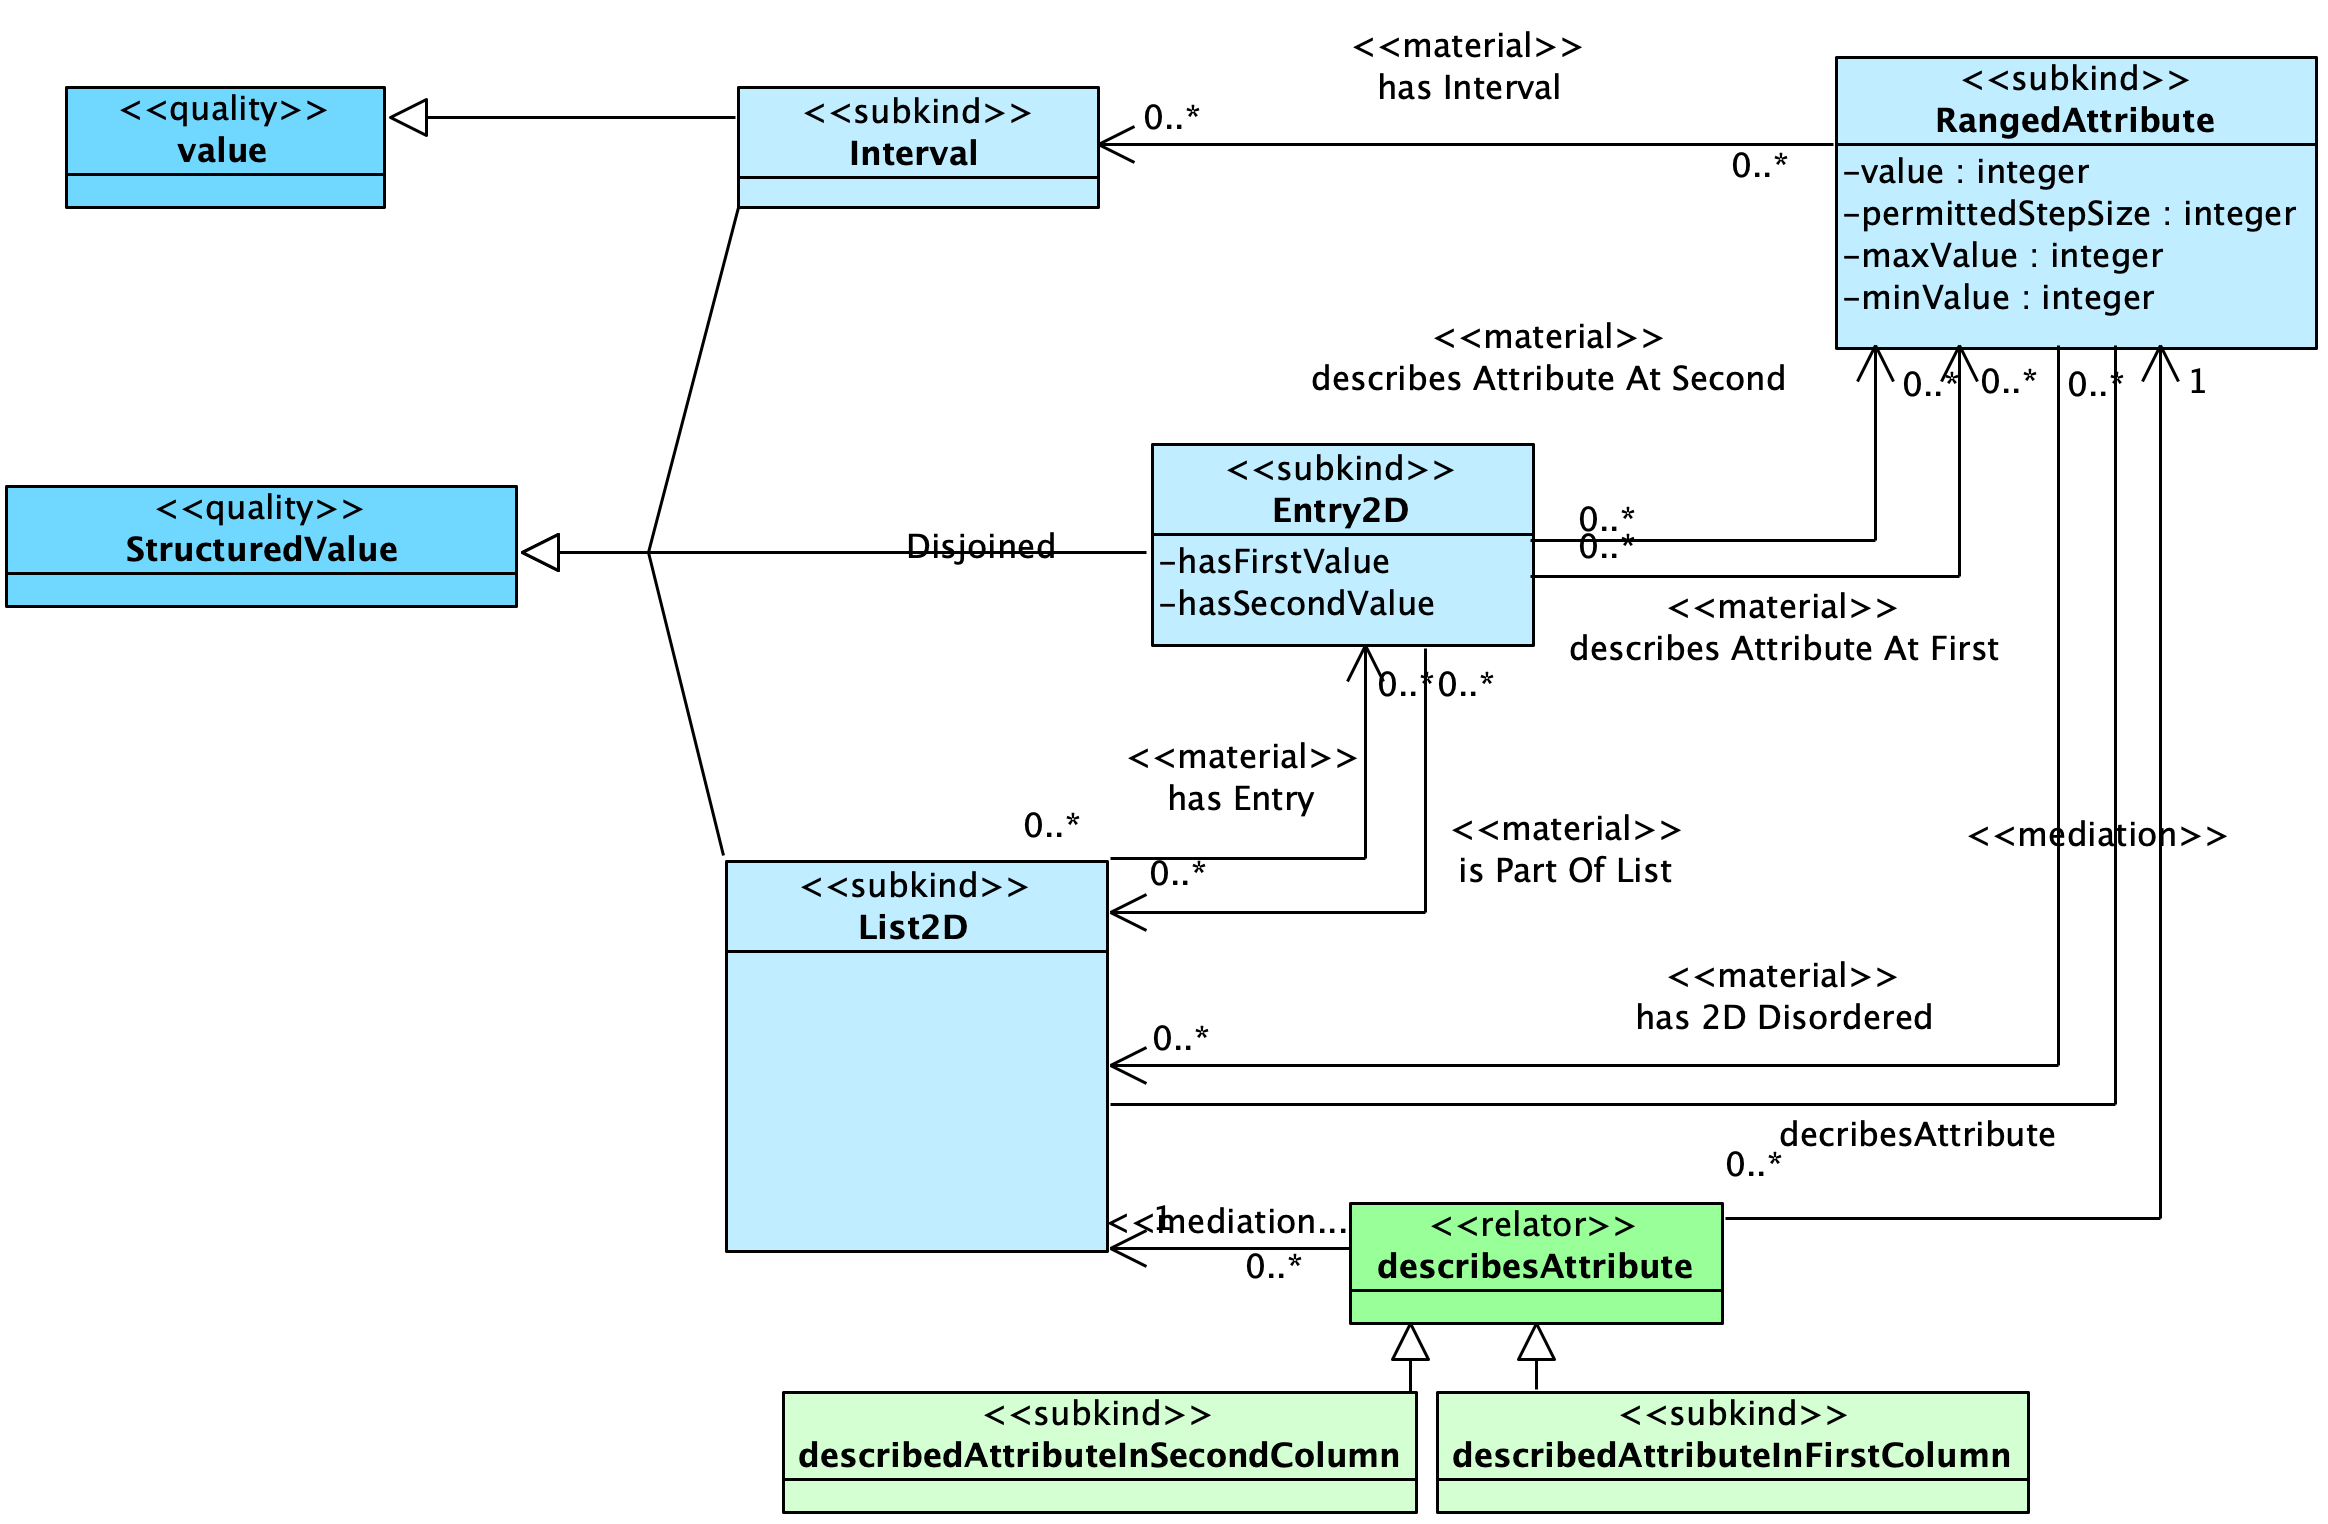 <<material>>
has Interval
<<quality>>
value
<<subkind>>
Interval
0..*
0..*
<<subkind>>
RangedAttribute
-value : integer
-permittedStepSize : integer
-maxValue : integer
-minValue : integer
<<material>>
describes Attribute At Second
0..*
0..*
0..*
1
<<quality>>
StructuredValue
Disjoined
<<subkind>>
Entry2D
-hasFirstValue
-hasSecondValue
0..*
0..*
<<material>>
describes Attribute At First
0..*
0..*
<<material>>
has Entry
0..*
0..*
<<material>>
is Part Of List
<<mediation>>
<<subkind>>
List2D
<<material>>
has 2D Disordered
0..*
decribesAttribute
0..*
<<mediation...
1
0..*
<<relator>>
describesAttribute
<<subkind>>
describedAttributeInSecondColumn
<<subkind>>
describedAttributeInFirstColumn